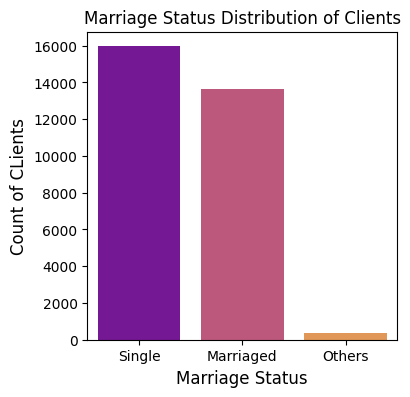 Marriage Status Distribution of Clients
16000
14000
12000
10000
8000
6000
4000
2000
0
Count of CLients
Single Marriaged Others
Marriage Status